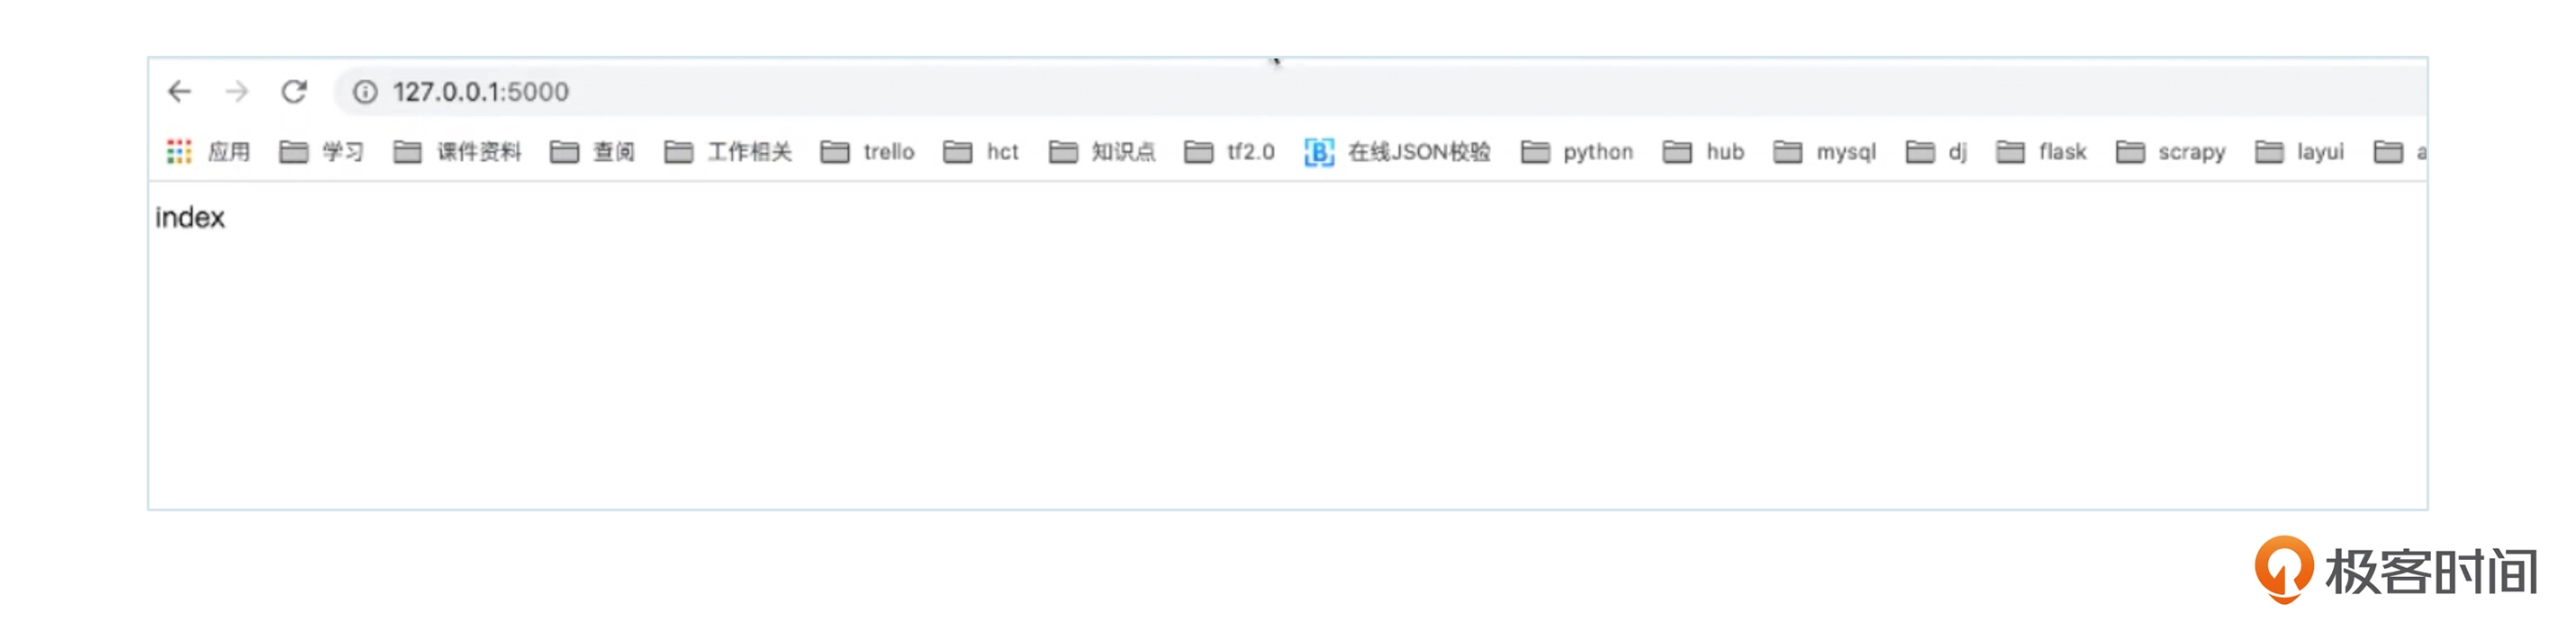 127.0.0.1:5000
应用 学习 课件资料 查阅 工作相关 trello hct 知识点 tf2.0 在线JSON校验 python hub mysql dj flask scrapy layui
index
极客时间